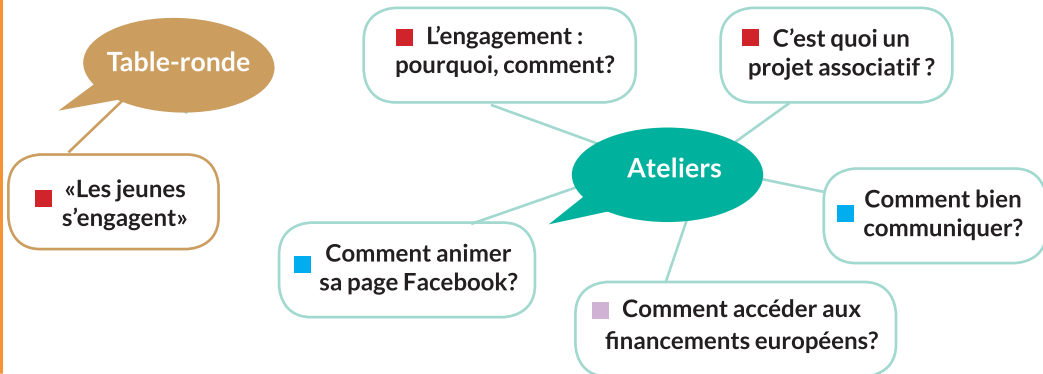 Table-ronde
«Les jeunes
s’engagent»
L’engagement :
pourquoi, comment?
C’est quoi un
projet associatif ?
Ateliers
Comment bien
communiquer?
Comment animer
sa page Facebook?
Comment accéder aux
financements européens?